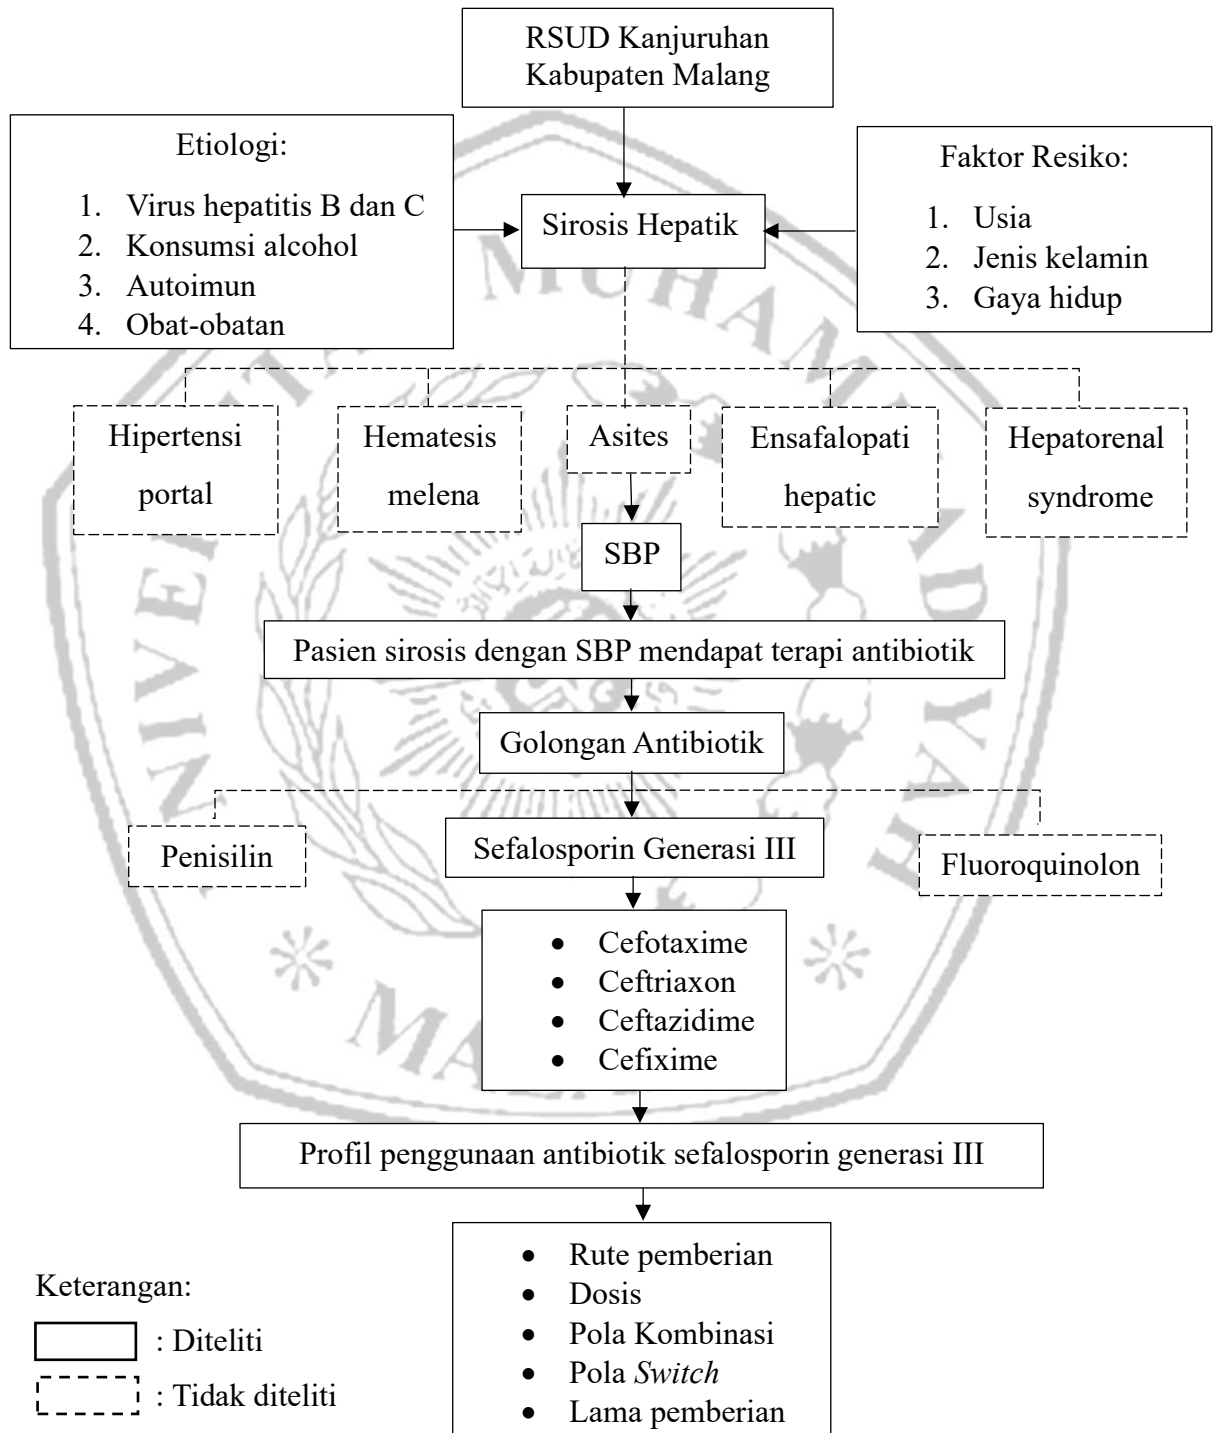 RSUD Kanjuruhan
Kabupaten Malang
Etiologi:
1. Virus hepatitis B dan C
2. Konsumsi alcohol
3. Autoimun
4. Obat-obatan
Sirosis Hepatik
Faktor Resiko:
1. Usia
2. Jenis kelamin
3. Gaya hidup
Hipertensi
portal
Hematesis
melena
Asites
Ensafalopati
hepatic
Hepatorenal
syndrome
SBP
Pasien sirosis dengan SBP mendapat terapi antibiotik
Golongan Antibiotik
Penisilin
Sefalosporin Generasi III
Fluoroquinolon
• Cefotaxime
• Ceftriaxon
• Ceftazidime
• Cefixime
Profil penggunaan antibiotik sefalosporin generasi III
• Rute pemberian
• Dosis
• Pola Kombinasi
• Pola Switch
• Lama pemberian
Keterangan:
: Diteliti
: Tidak diteliti